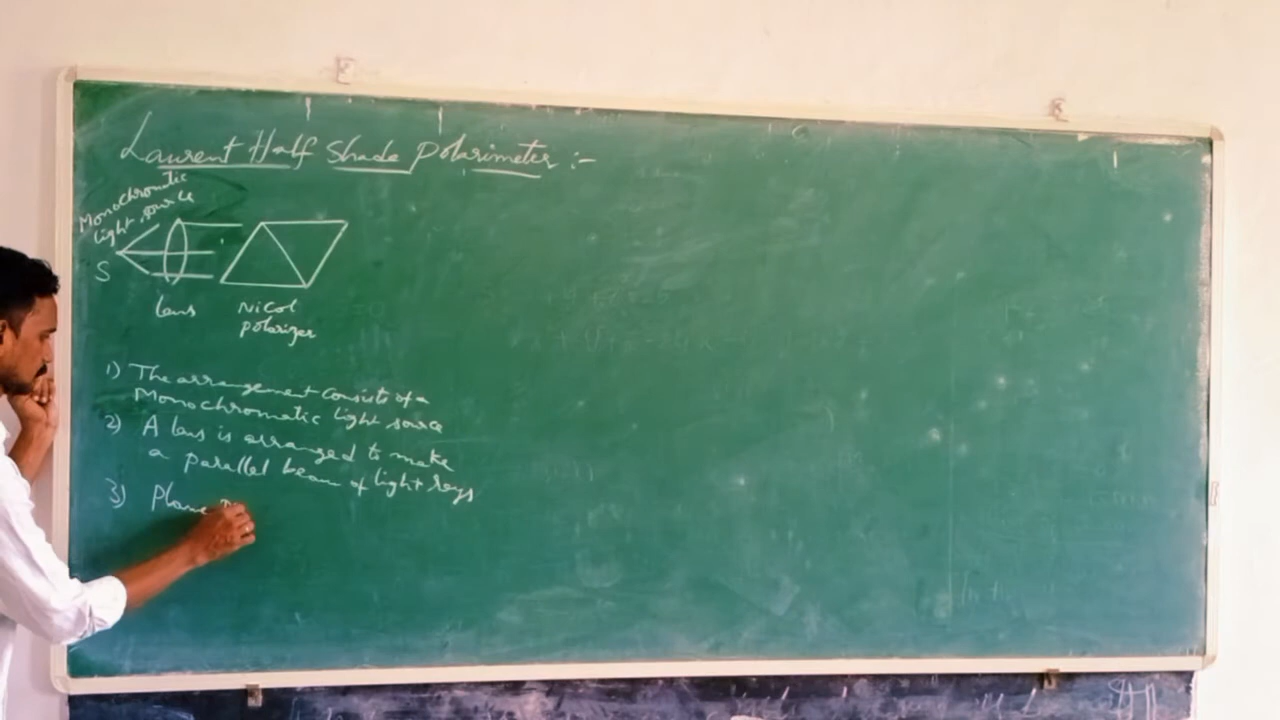 Laurent Half Shade Polarimeter :-
Monochromatic
light source
S
lens
Nicol
polarizer
1) The arrangement consists of a
Monochromatic light source
2) A lens is arranged to make
a parallel beam of light rays
3) Plane